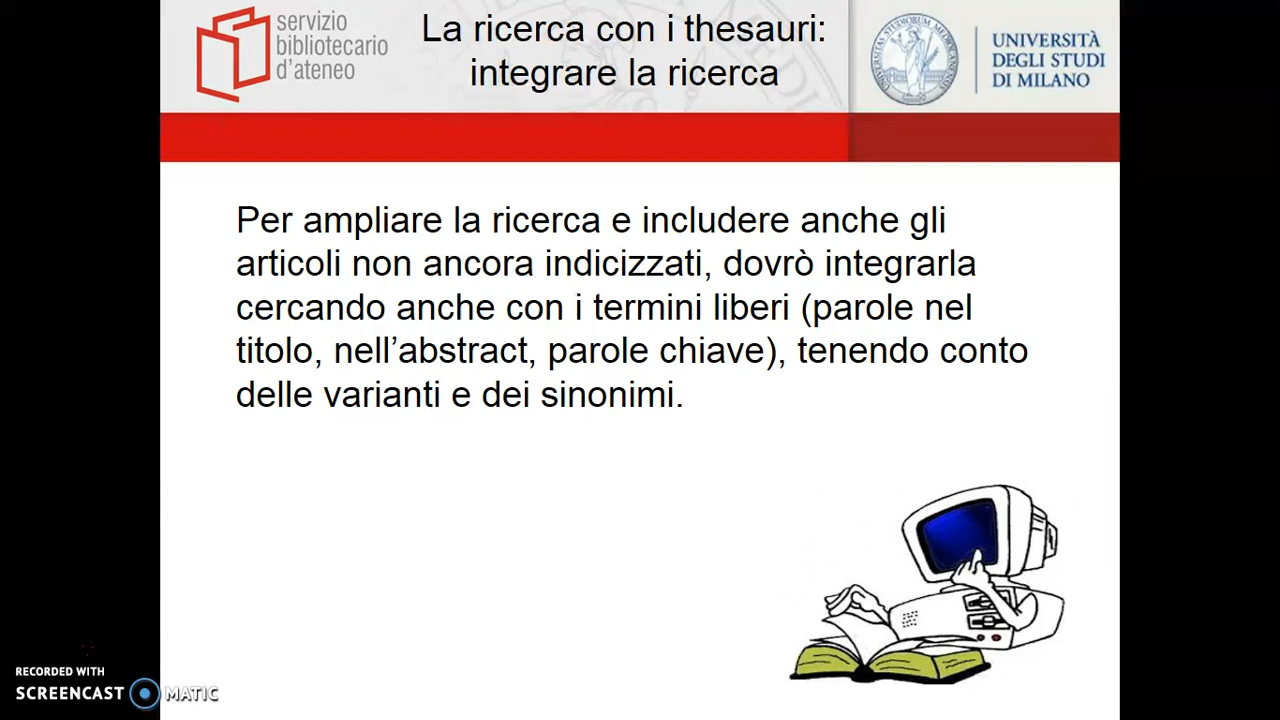 servizio
bibliotecario
d'ateneo
La ricerca con i thesauri:
integrare la ricerca
UNIVERSITÀ
DEGLI STUDI
DI MILANO
Per ampliare la ricerca e includere anche gli
articoli non ancora indicizzati, dovrò integrarla
cercando anche con i termini liberi (parole nel
titolo, nell’abstract, parole chiave), tenendo conto
delle varianti e dei sinonimi.
RECORDED WITH
SCREENCAST MATIC